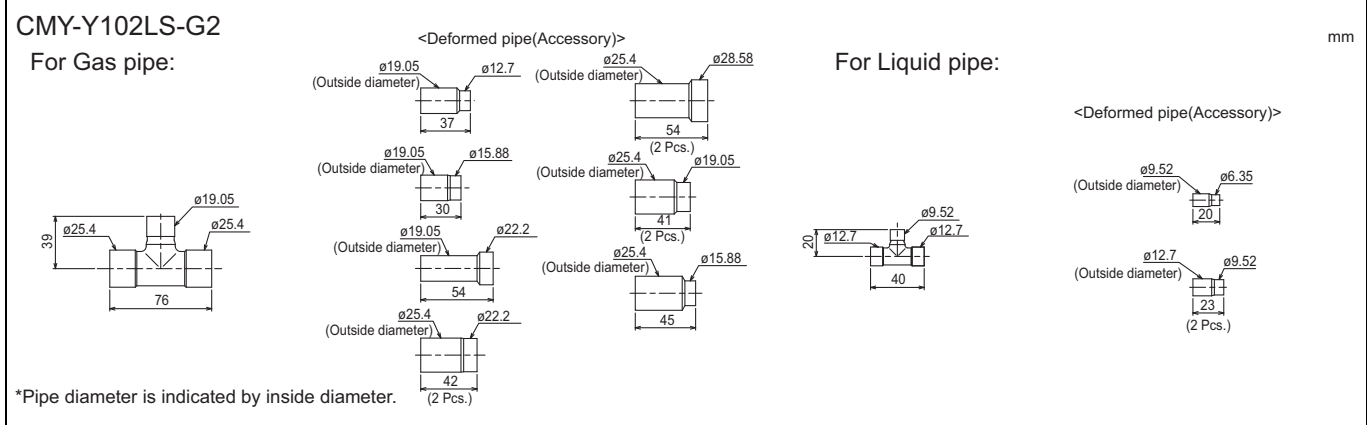 CMY-Y102LS-G2
mm
For Gas pipe:
<Deformed pipe(Accessory)>
ø19.05
ø25.4
ø25.4
39
76
ø19.05
(Outside diameter)
ø12.7
37
ø19.05
(Outside diameter)
ø15.88
30
ø19.05
(Outside diameter)
ø22.2
54
ø25.4
(Outside diameter)
ø22.2
42
(2 Pcs.)
ø25.4
(Outside diameter)
ø28.58
54
(2 Pcs.)
ø25.4
(Outside diameter)
ø19.05
41
(2 Pcs.)
ø25.4
(Outside diameter)
ø15.88
45
For Liquid pipe:
ø9.52
ø12.7
ø12.7
20
40
<Deformed pipe(Accessory)>
ø9.52
(Outside diameter)
ø6.35
20
ø12.7
(Outside diameter)
ø9.52
23
(2 Pcs.)
*Pipe diameter is indicated by inside diameter.